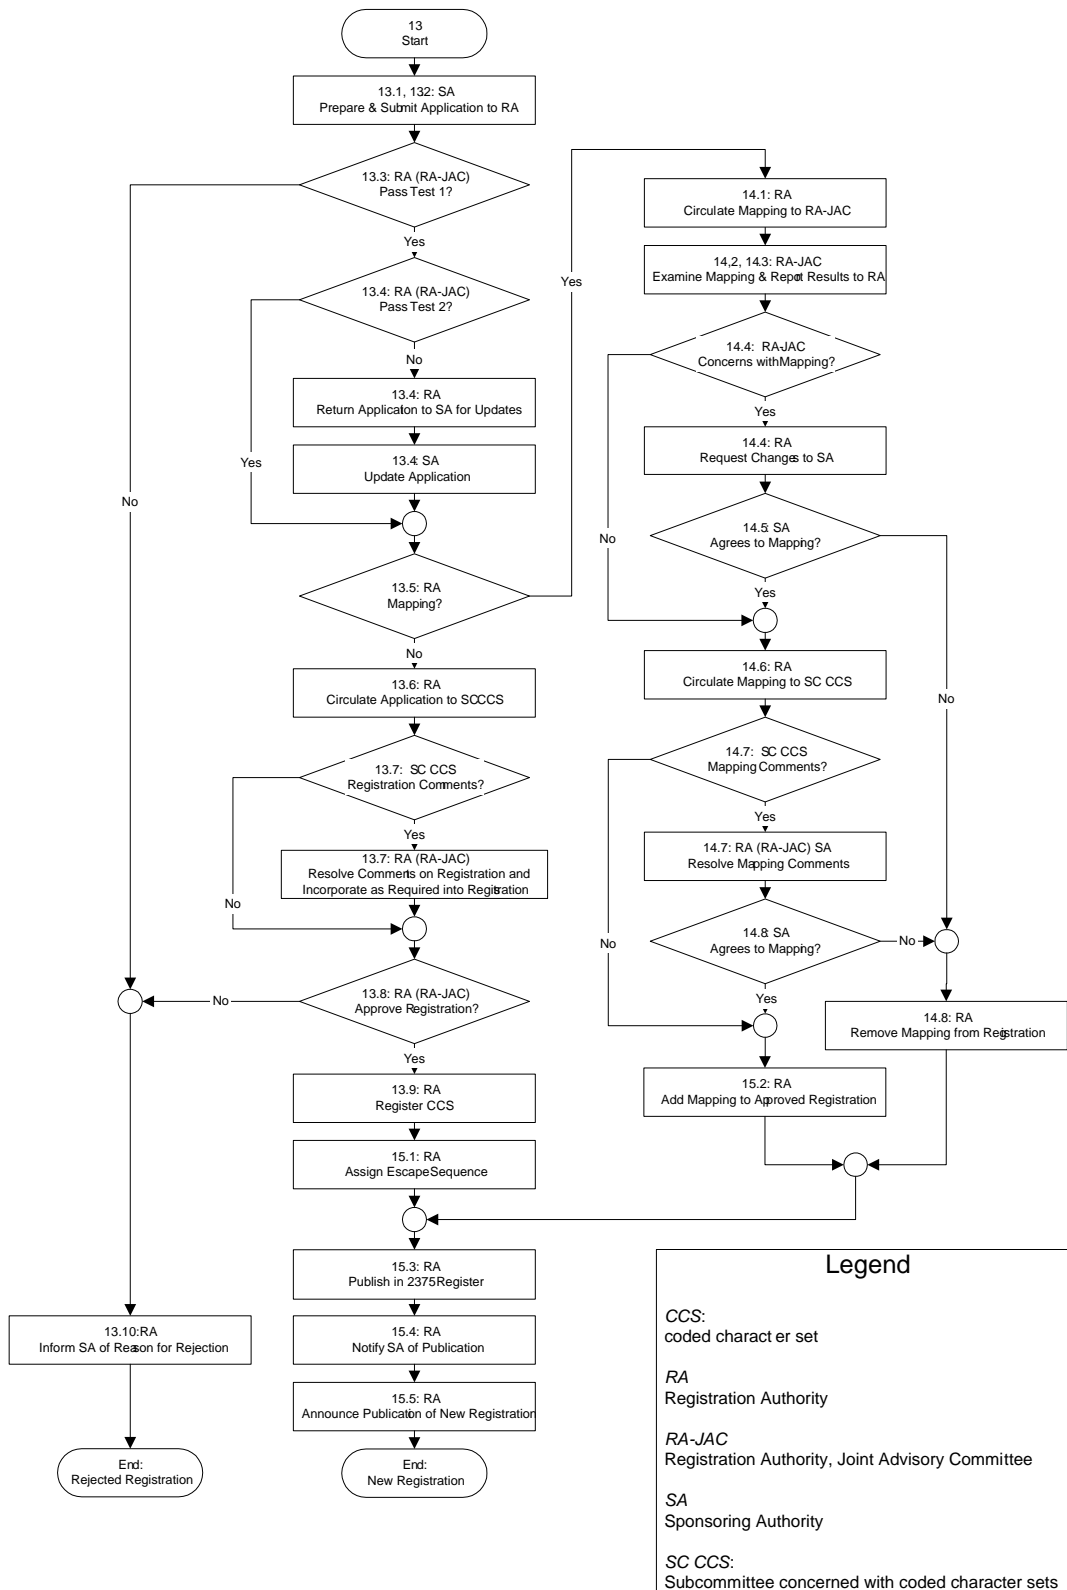 13
Start
13.1, 13.2: SA
Prepare & Submit Application to RA
13.3: RA (RA-JAC)
Pass Test 1?
Yes
13.4: RA (RA-JAC)
Pass Test 2?
No
13.4: RA
Return Application to SA for Updates
13.4: SA
Update Application
Yes
No
13.5: RA
Mapping?
No
13.6: RA
Circulate Application to SCCCS
13.7: SC CCS
Registration Comments?
Yes
13.7: RA (RA-JAC)
Resolve Comments on Registration and
Incorporate as Required into Registration
No
13.8: RA (RA-JAC)
Approve Registration?
No
Yes
13.9: RA
Register CCS
15.1: RA
Assign Escape Sequence
15.3: RA
Publish in 2375 Register
15.4: RA
Notify SA of Publication
15.5: RA
Announce Publication of New Registration
End:
New Registration
13.10:RA
Inform SA of Reason for Rejection
End:
Rejected Registration
Yes
14.1: RA
Circulate Mapping to RA-JAC
14,2, 14.3: RA-JAC
Examine Mapping & Report Results to RA
14.4: RA-JAC
Concerns with Mapping?
Yes
14.4: RA
Request Changes to SA
14.5: SA
Agrees to Mapping?
No
Yes
14.6: RA
Circulate Mapping to SC CCS
No
14.7: SC CCS
Mapping Comments?
Yes
14.7: RA (RA-JAC) SA
Resolve Mapping Comments
14.8: SA
Agrees to Mapping?
No
No
Yes
14.8: RA
Remove Mapping from Registration
15.2: RA
Add Mapping to Approved Registration
Legend
CCS:
coded character set
RA
Registration Authority
RA-JAC
Registration Authority, Joint Advisory Committee
SA
Sponsoring Authority
SC CCS:
Subcommittee concerned with coded character sets